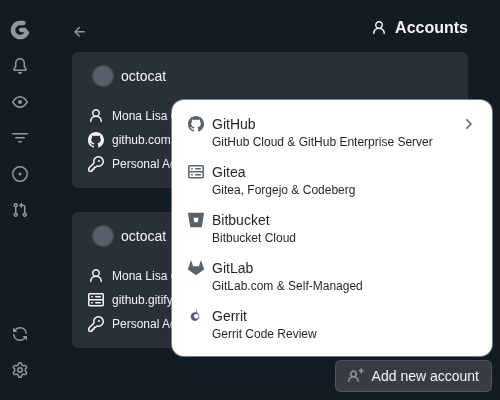 Accounts
octocat
Mona Lisa
github.com
Personal
octocat
Mona Lisa
github.gitify
Personal
GitHub
GitHub Cloud & GitHub Enterprise Server
Gitea
Gitea, Forgejo & Codeberg
Bitbucket
Bitbucket Cloud
GitLab
GitLab.com & Self-Managed
Gerrit
Gerrit Code Review
Add new account